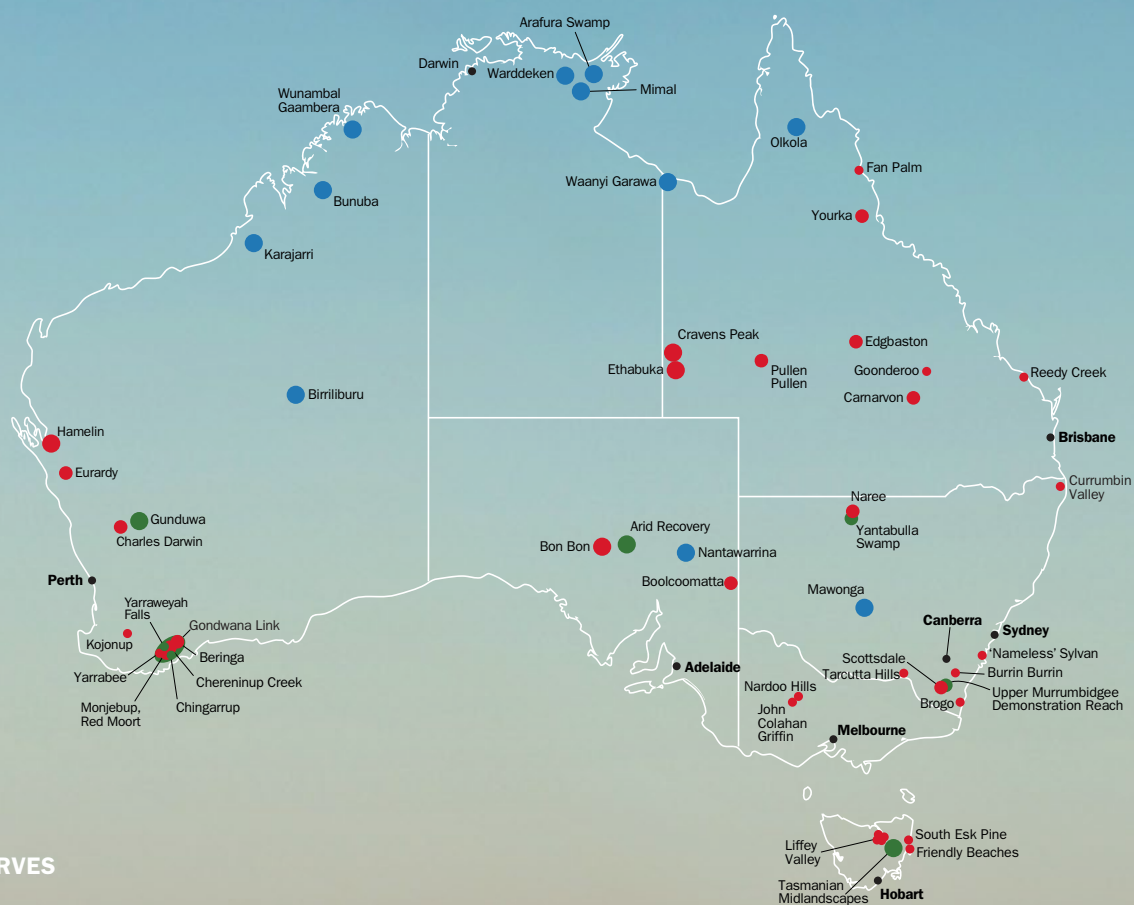 Arafura Swamp
Darwin
Warddeken
Mimal
Wunambal
Gaambera
Olkola
Fan Palm
Waanyi Garawa
Bunuba
Yourka
Karajarri
Cravens Peak
Edgbaston
Ethabuka
Pullen
Pullen
Goonderoo
Reedy Creek
Birriliburu
Carnarvon
Hamelin
Brisbane
Eurardy
Currumbin
Valley
Naree
Gunduwa
Arid Recovery
Yantabulla
Swamp
Charles Darwin
Bon Bon
Nantawarrina
Perth
Boolcoomatta
Mawonga
Yarraweyah
Falls
Gondwana Link
Canberra
Sydney
Kojonup
Beringa
Scottsdale
'Nameless' Sylvan
Adelaide
Tarcutta Hills
Burrin Burrin
Yarrabee
Chereninup Creek
Nardoo Hills
Upper Murrumbidgee
Demonstration Reach
Brogo
Monjebup,
Red Moort
Chingarrup
John
Colahan
Griffin
Melbourne
South Esk Pine
Liffey
Valley
Friendly Beaches
RVES
Tasmanian
Midlandscapes
Hobart